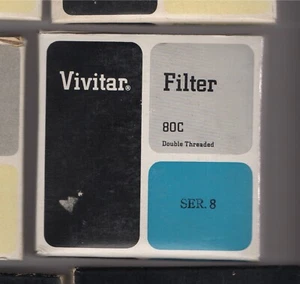 Vivitar®
Filter
80C
Double Threaded
SER. 8